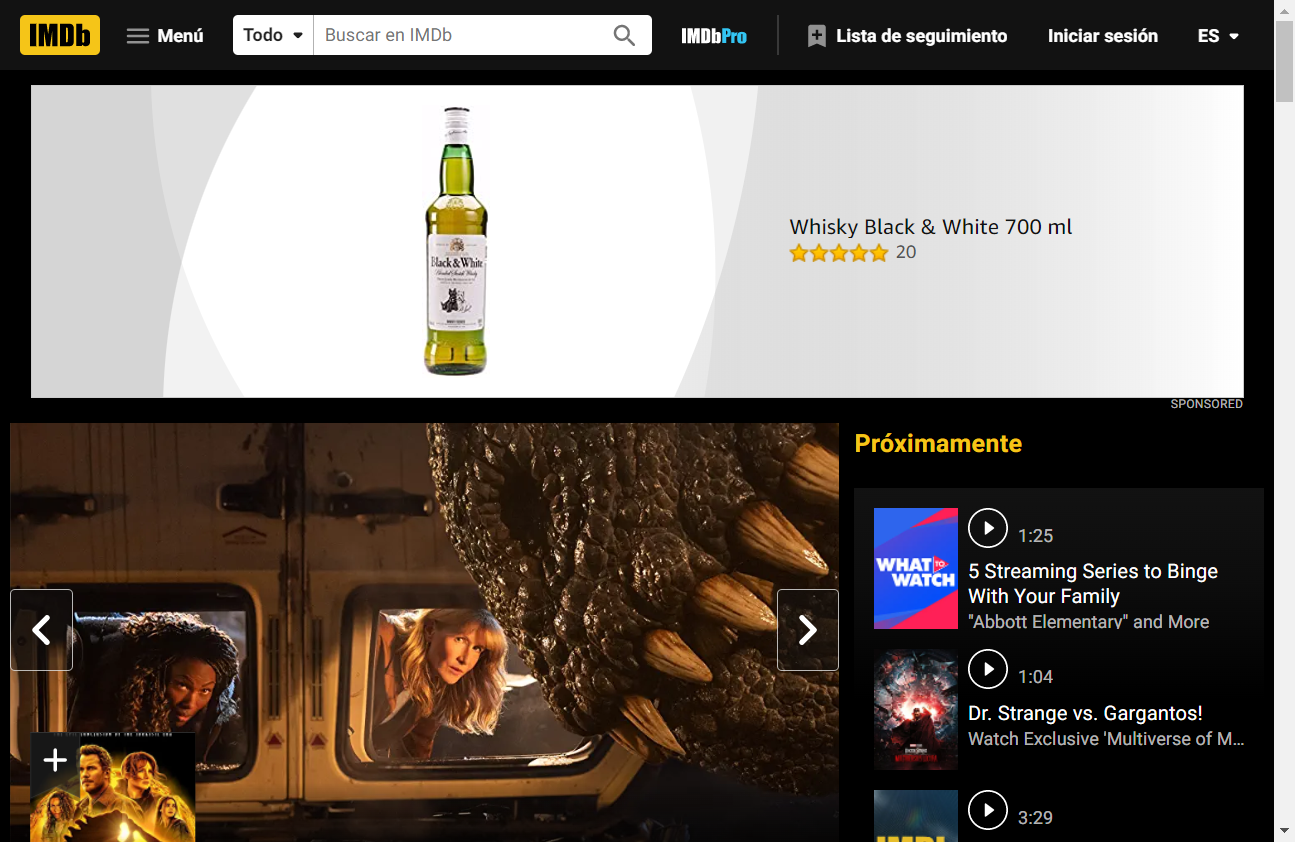 IMDb
Menú
Todo
Buscar en IMDb
IMDbPro
Lista de seguimiento
Iniciar sesión
ES
Black & White
Whisky Black & White 700 ml
20
SPONSORED
Próximamente
WHAT TO WATCH
1:25
5 Streaming Series to Binge
With Your Family
"Abbott Elementary" and More
1:04
Dr. Strange vs. Gargantos!
Watch Exclusive 'Multiverse of M...
3:29